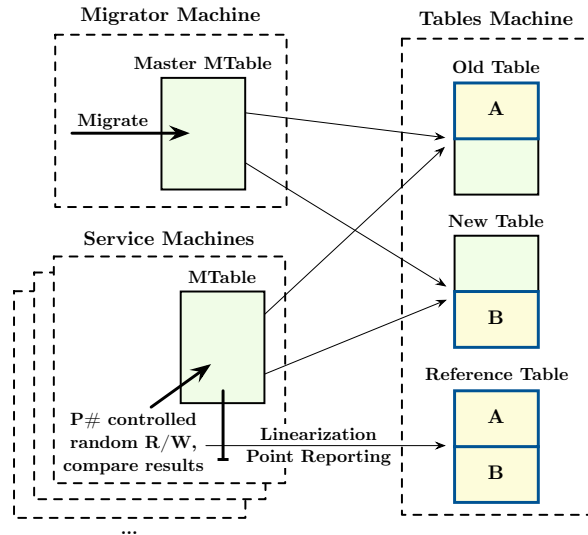 Migrator Machine
Master MTable
Migrate
Tables Machine
Old Table
A
New Table
B
Reference Table
A
B
Service Machines
MTable
P# controlled
random R/W,
compare results
Linearization
Point Reporting
...